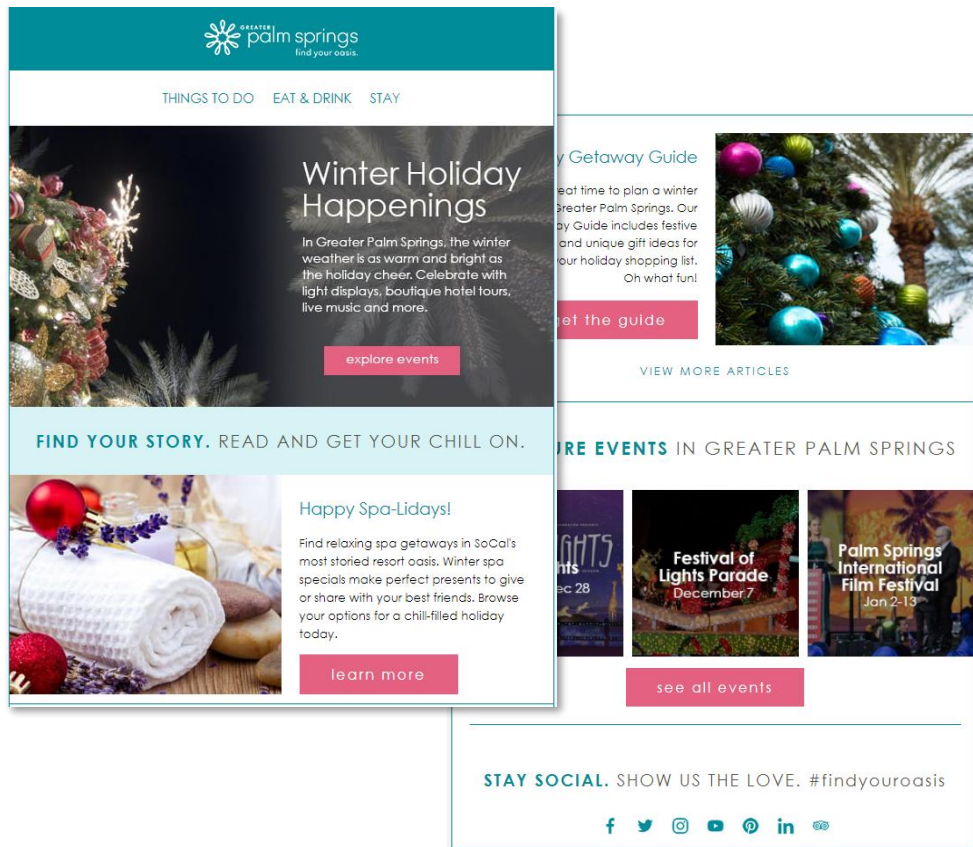 GREATER
palm springs
find your oasis.
THINGS TO DO EAT & DRINK STAY
Winter Holiday
Happenings
In Greater Palm Springs, the winter
weather is as warm and bright as
the holiday cheer. Celebrate with
light displays, boutique hotel tours,
live music and more.
explore events
FIND YOUR STORY. READ AND GET YOUR CHILL ON.
Happy Spa-Lidays!
Find relaxing spa getaways in SoCal's
most storied resort oasis. Winter spa
specials make perfect presents to give
or share with your best friends. Browse
your options for a chill-filled holiday
today.
learn more
y Getaway Guide
eat time to plan a winter
Greater Palm Springs. Our
ay Guide includes festive
and unique gift ideas for
your holiday shopping list.
Oh what fun!
get the guide
VIEW MORE ARTICLES
URE EVENTS IN GREATER PALM SPRINGS
hts
ec 28
Festival of
Lights Parade
December 7
Palm Springs
International
Film Festival
Jan 2-13
see all events
STAY SOCIAL. SHOW US THE LOVE. #findyouroasis